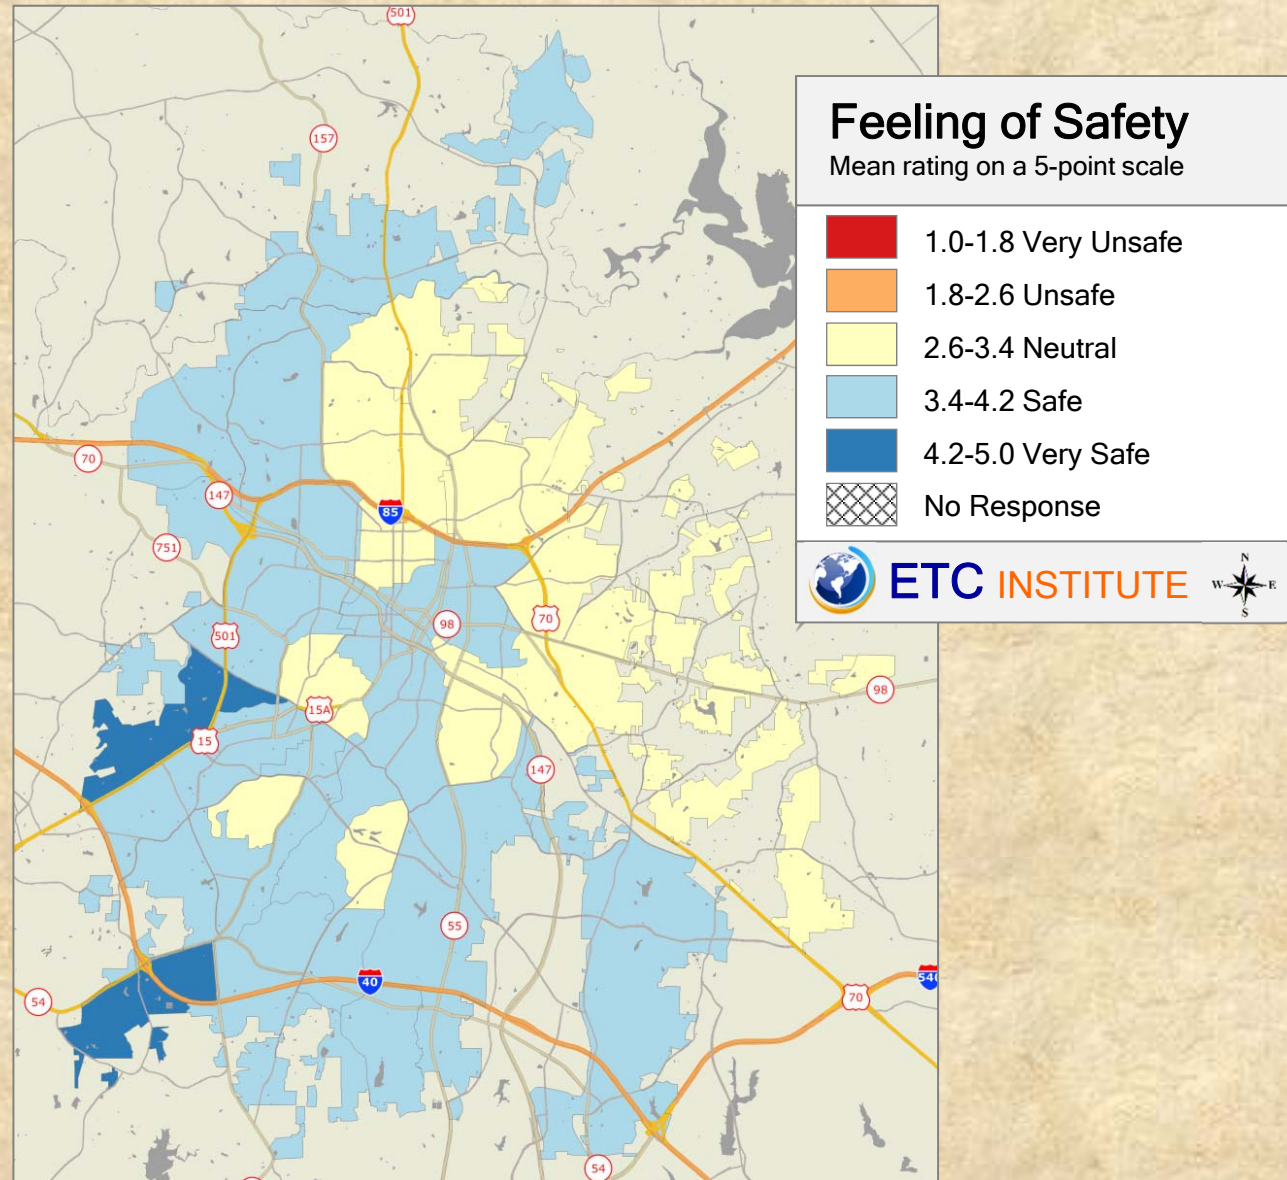 501
157
Feeling of Safety
Mean rating on a 5-point scale
1.0-1.8 Very Unsafe
1.8-2.6 Unsafe
2.6-3.4 Neutral
3.4-4.2 Safe
4.2-5.0 Very Safe
No Response
ETC INSTITUTE
N
W
E
S
70
147
85
751
501
98
70
98
15A
15
147
55
40
54
70
540
54